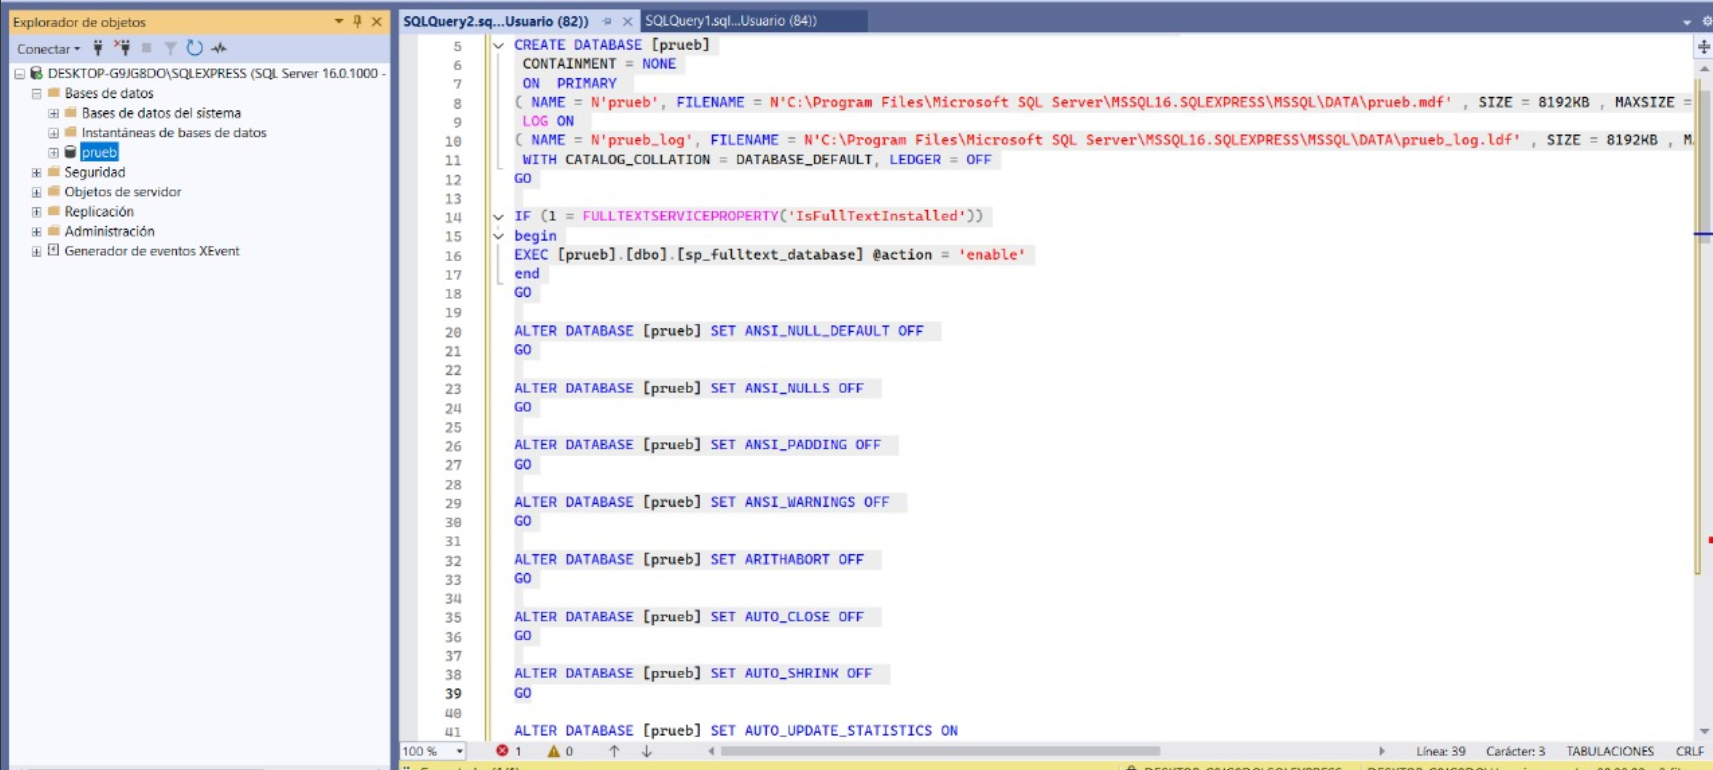 Explorador de objetos
Conectar
DESKTOP-G9JG8DO\SQLEXPRESS (SQL Server 16.0.1000 -
Bases de datos
Bases de datos del sistema
Instantáneas de bases de datos
prueb
Seguridad
Objetos de servidor
Replicación
Administración
Generador de eventos XEvent
SQLQuery2.sq...Usuario (82))
SQLQuery1.sql...Usuario (84))
5 CREATE DATABASE [prueb]
6 CONTAINMENT = NONE
7 ON  PRIMARY
8 ( NAME = N'prueb', FILENAME = N'C:\Program Files\Microsoft SQL Server\MSSQL16.SQLEXPRESS\MSSQL\DATA\prueb.mdf' , SIZE = 8192KB , MAXSIZE =
9 LOG ON
10 ( NAME = N'prueb_log', FILENAME = N'C:\Program Files\Microsoft SQL Server\MSSQL16.SQLEXPRESS\MSSQL\DATA\prueb_log.ldf' , SIZE = 8192KB , M
11 WITH CATALOG_COLLATION = DATABASE_DEFAULT, LEDGER = OFF
12 GO
13
14 IF (1 = FULLTEXTSERVICEPROPERTY('IsFullTextInstalled'))
15 begin
16 EXEC [prueb].[dbo].[sp_fulltext_database] @action = 'enable'
17 end
18 GO
19
20 ALTER DATABASE [prueb] SET ANSI_NULL_DEFAULT OFF
21 GO
22
23 ALTER DATABASE [prueb] SET ANSI_NULLS OFF
24 GO
25
26 ALTER DATABASE [prueb] SET ANSI_PADDING OFF
27 GO
28
29 ALTER DATABASE [prueb] SET ANSI_WARNINGS OFF
30 GO
31
32 ALTER DATABASE [prueb] SET ARITHABORT OFF
33 GO
34
35 ALTER DATABASE [prueb] SET AUTO_CLOSE OFF
36 GO
37
38 ALTER DATABASE [prueb] SET AUTO_SHRINK OFF
39 GO
40
41 ALTER DATABASE [prueb] SET AUTO_UPDATE_STATISTICS ON
100 % 1 0 Línea: 39 Carácter: 3 TABULACIONES CRLF